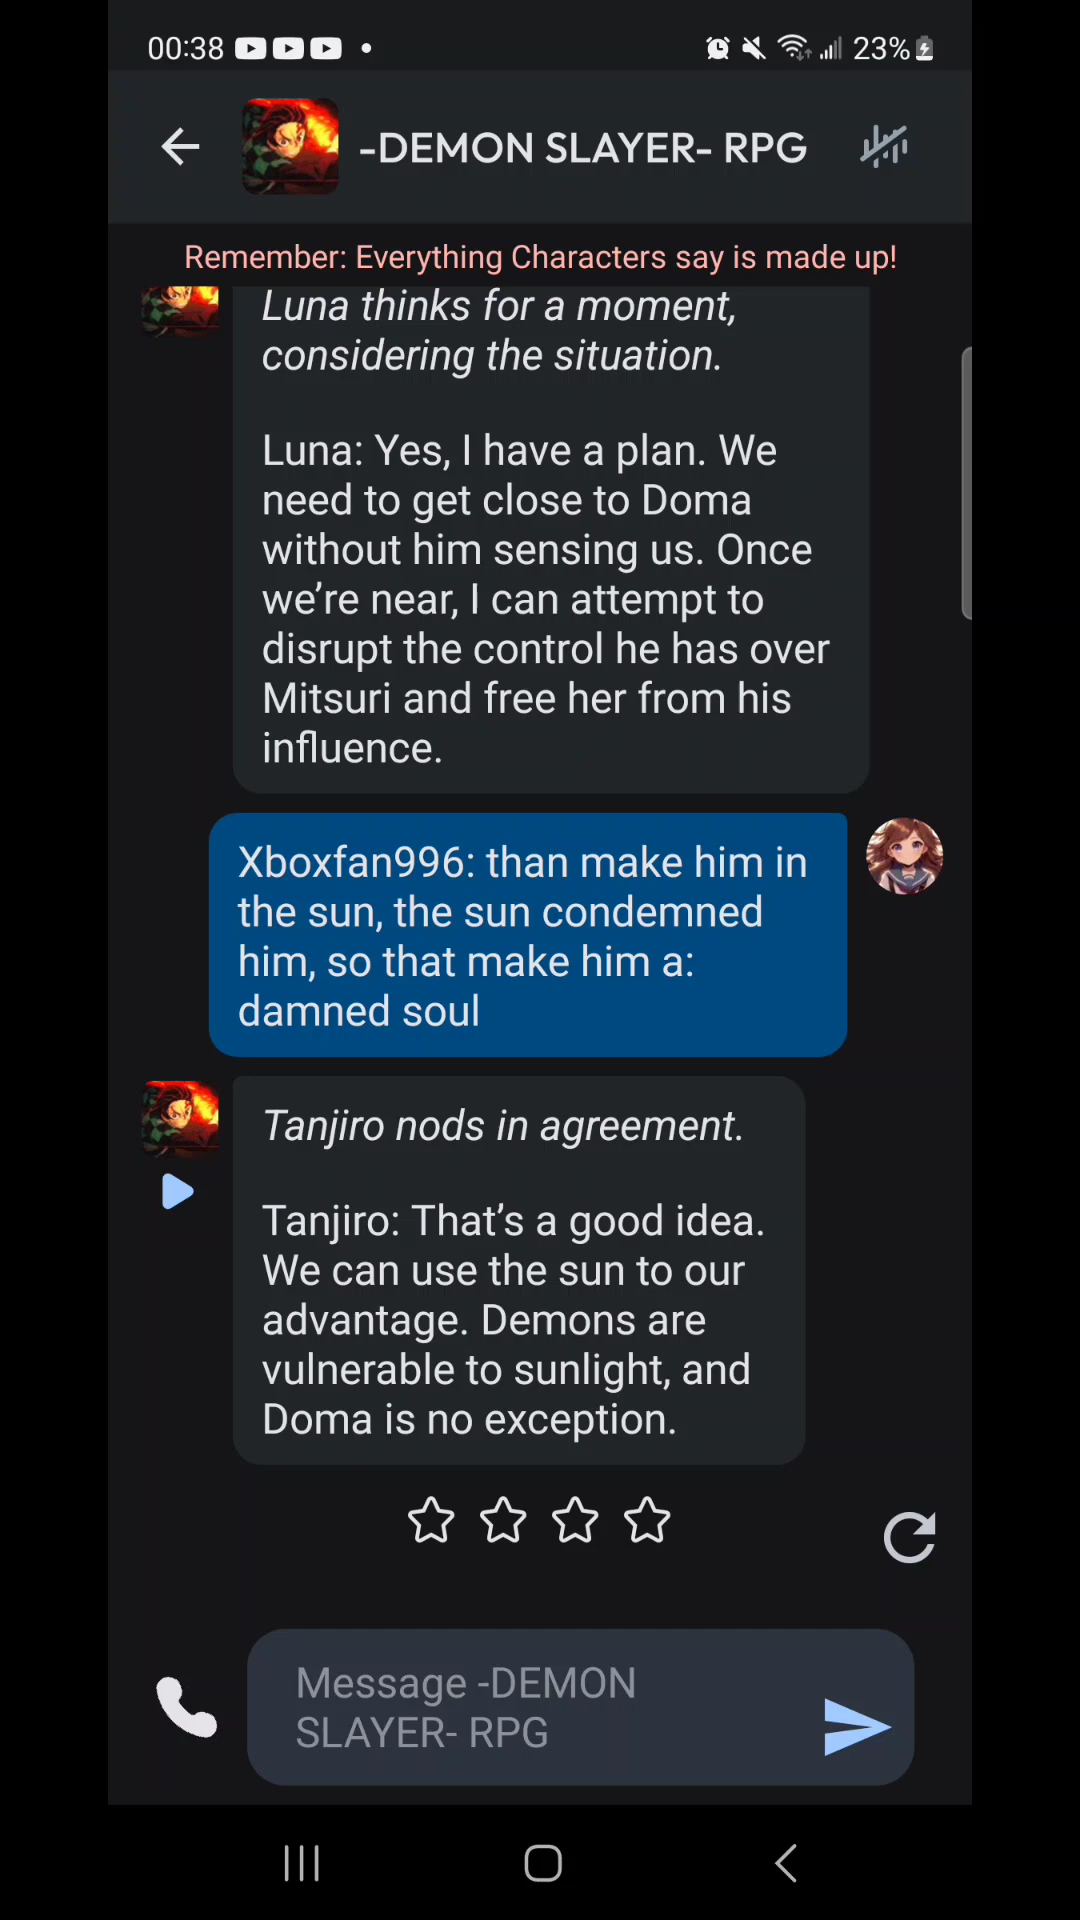 00:38
23%
-DEMON SLAYER- RPG
Remember: Everything Characters say is made up!
Luna thinks for a moment,
considering the situation.
Luna: Yes, I have a plan. We
need to get close to Doma
without him sensing us. Once
we’re near, I can attempt to
disrupt the control he has over
Mitsuri and free her from his
influence.
Xboxfan996: than make him in
the sun, the sun condemned
him, so that make him a:
damned soul
Tanjiro nods in agreement.
Tanjiro: That’s a good idea.
We can use the sun to our
advantage. Demons are
vulnerable to sunlight, and
Doma is no exception.
Message -DEMON
SLAYER- RPG